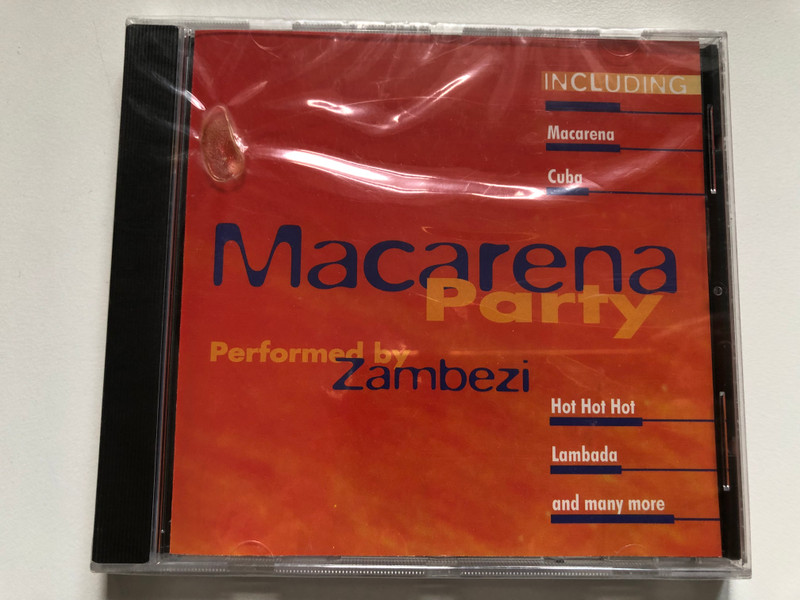 INCLUDING
Macarena
Cuba
Macarena
Party
Performed by
Zambezi
Hot Hot Hot
Lambada
and many more